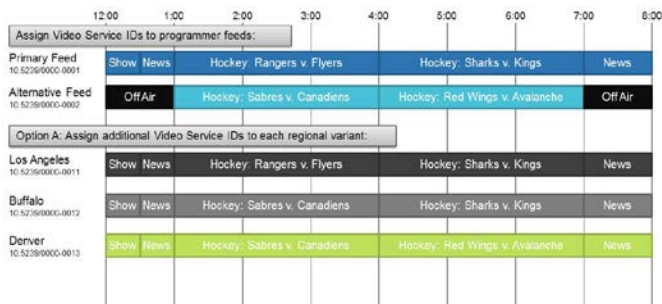 12:00 1:00 2:00 3:00 4:00 5:00 6:00 7:00 8:00
Assign Video Service IDs to programmer feeds:
Primary Feed Show News Hockey: Rangers v. Flyers Hockey: Sharks v. Kings News
10.5239/0000-0001
Alternative Feed Off Air Hockey: Sabres v. Canadiens Hockey: Red Wings v. Avalanche Off Air
10.5239/0000-0002
Option A: Assign additional Video Service IDs to each regional variant:
Los Angeles Show News Hockey: Rangers v. Flyers Hockey: Sharks v. Kings News
10.5239/0000-0011
Buffalo Show News Hockey: Sabres v. Canadiens Hockey: Sharks v. Kings News
10.5239/0000-0012
Denver Show News Hockey: Sabres v. Canadiens Hockey: Red Wings v. Avalanche News
10.5239/0000-0013